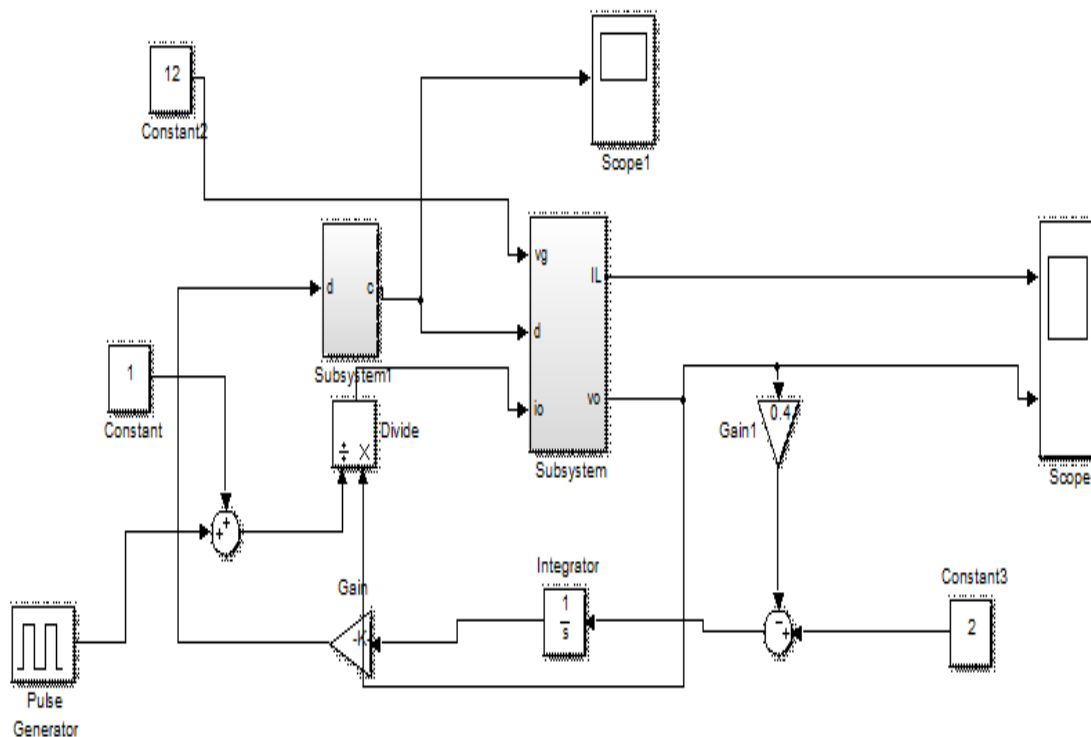 12
Constant2
Scope1
vg
IL
d
c
d
Subsystem1
1
Constant
io
vo
Subsystem
0.4
Gain1
Scope
÷ ×
Divide
+
+
Integrator
1
s
Gain
-K-
−
+
Constant3
2
Pulse
Generator